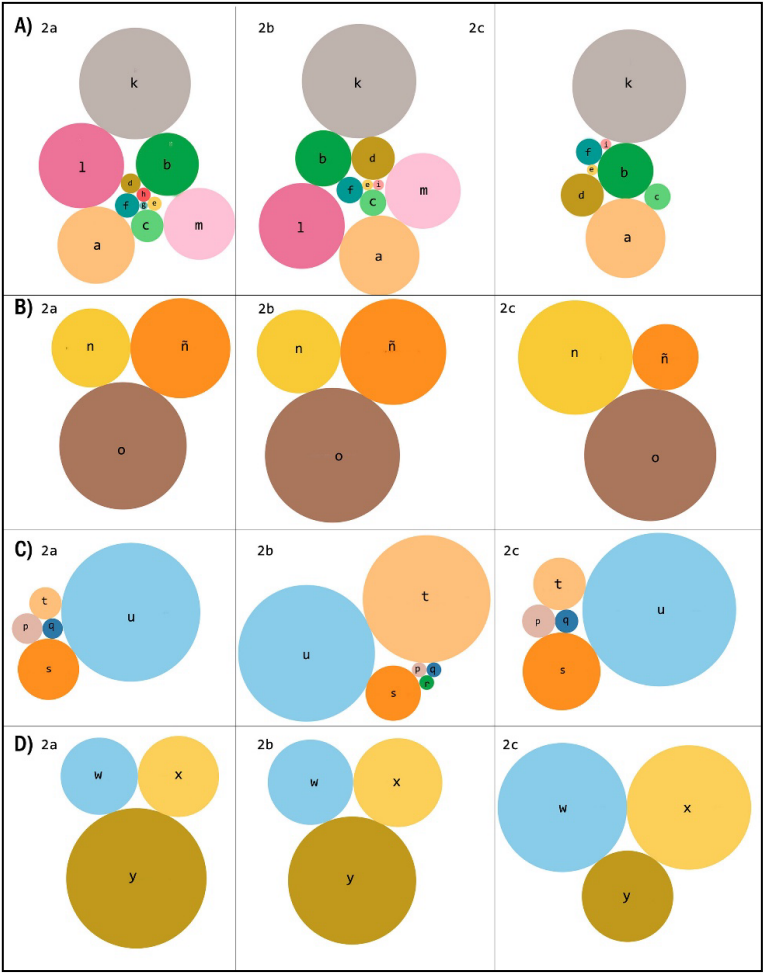 A) 2a 2b 2c
k k k
l b d h f g e c m a
b d f e i c m l a
f i e b d c a
B) 2a 2b 2c
n ñ o
n ñ o
n ñ o
C) 2a 2b 2c
t p q u s
t u p q r s
t p q u s
D) 2a 2b 2c
w x y
w x y
w x y